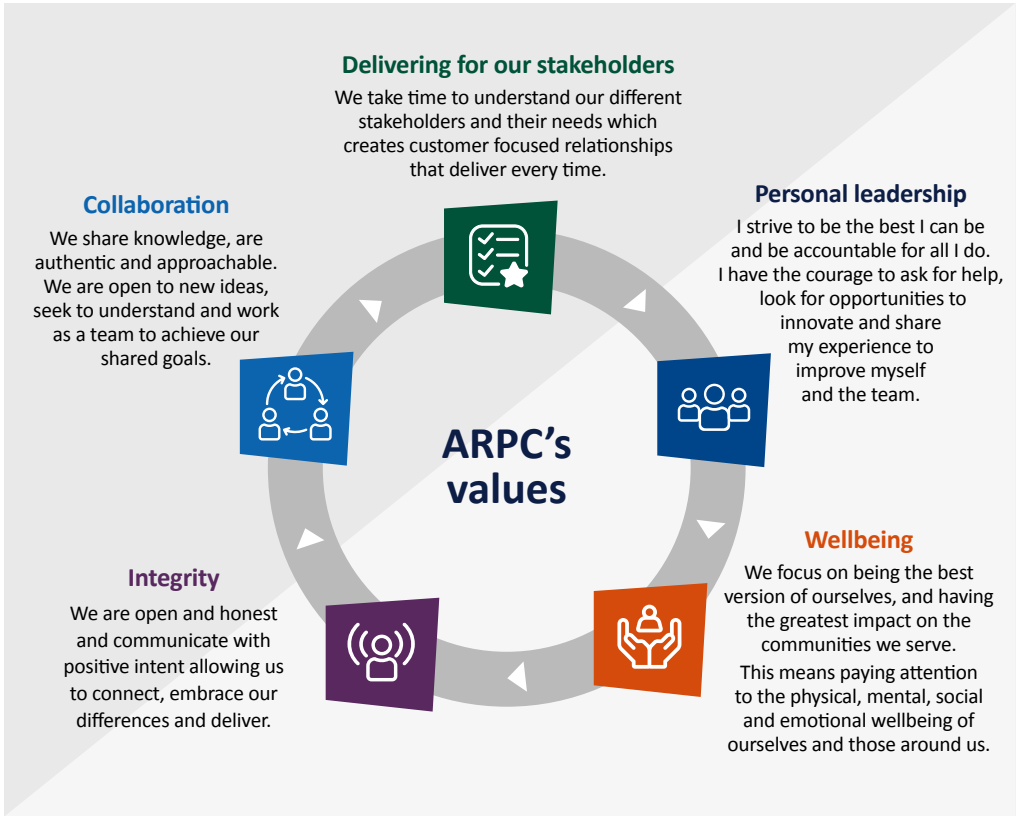 Delivering for our stakeholders
We take time to understand our different
stakeholders and their needs which
creates customer focused relationships
that deliver every time.
Personal leadership
I strive to be the best I can be
and be accountable for all I do.
I have the courage to ask for help,
look for opportunities to
innovate and share
my experience to
improve myself
and the team.
Collaboration
We share knowledge, are
authentic and approachable.
We are open to new ideas,
seek to understand and work
as a team to achieve our
shared goals.
ARPC’s
values
Wellbeing
We focus on being the best
version of ourselves, and having
the greatest impact on the
communities we serve.
This means paying attention
to the physical, mental, social
and emotional wellbeing of
ourselves and those around us.
Integrity
We are open and honest
and communicate with
positive intent allowing us
to connect, embrace our
differences and deliver.